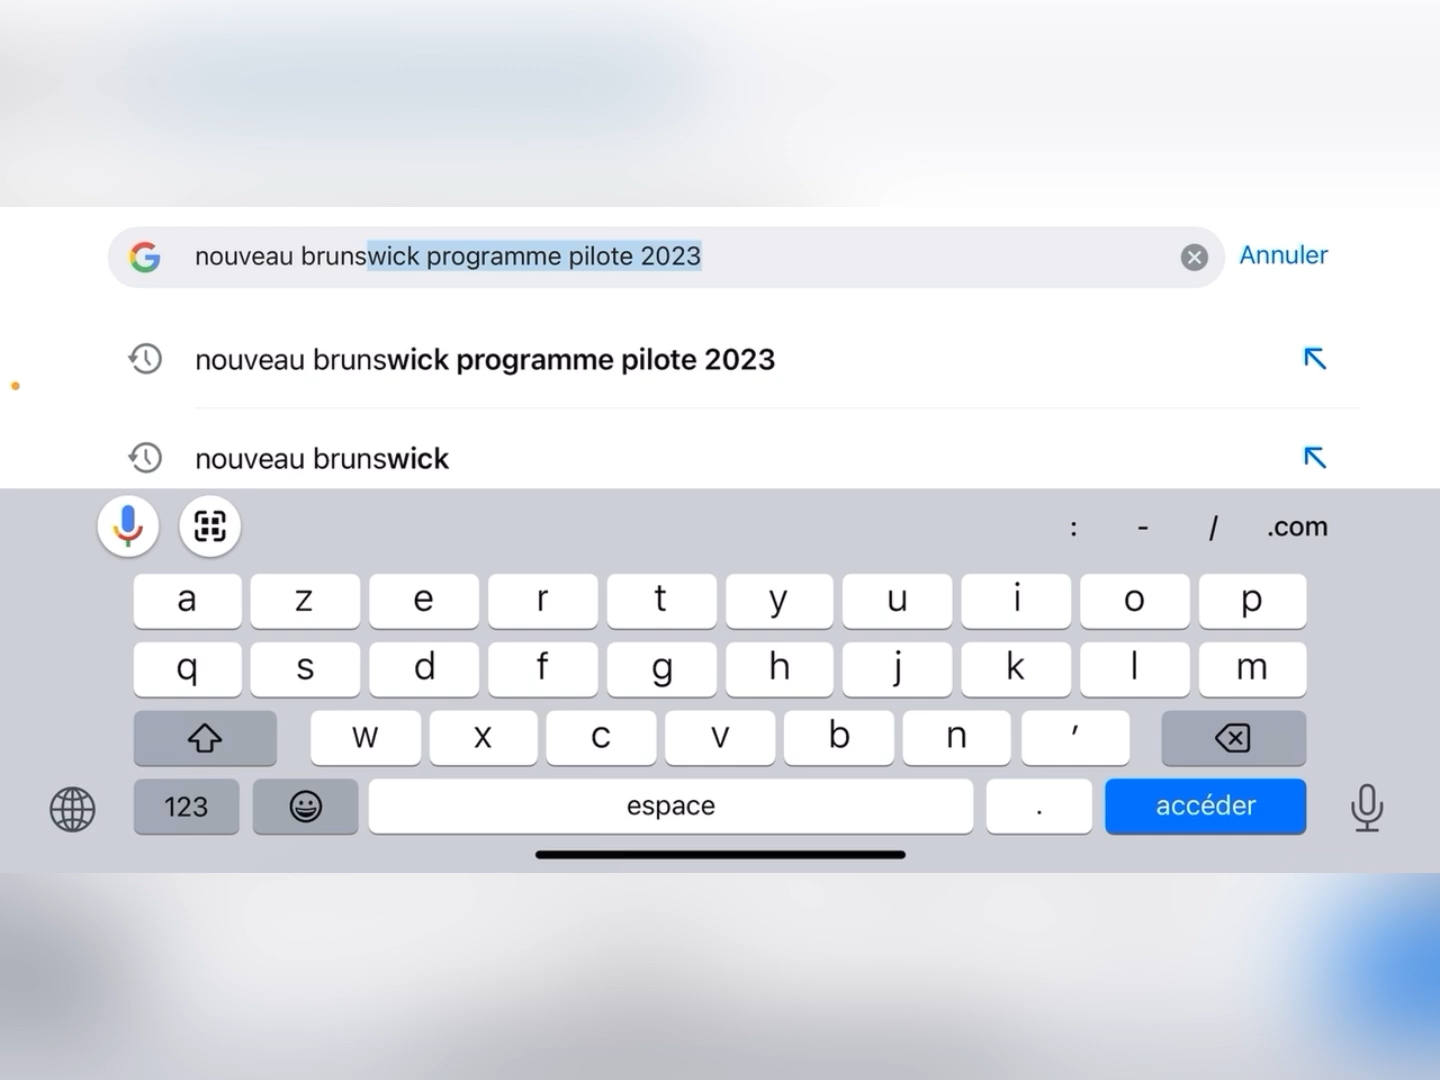 nouveau brunswick programme pilote 2023
Annuler
nouveau brunswick programme pilote 2023
nouveau brunswick
: - / .com
a z e r t y u i o p
q s d f g h j k l m
w x c v b n ′
123 espace . accéder